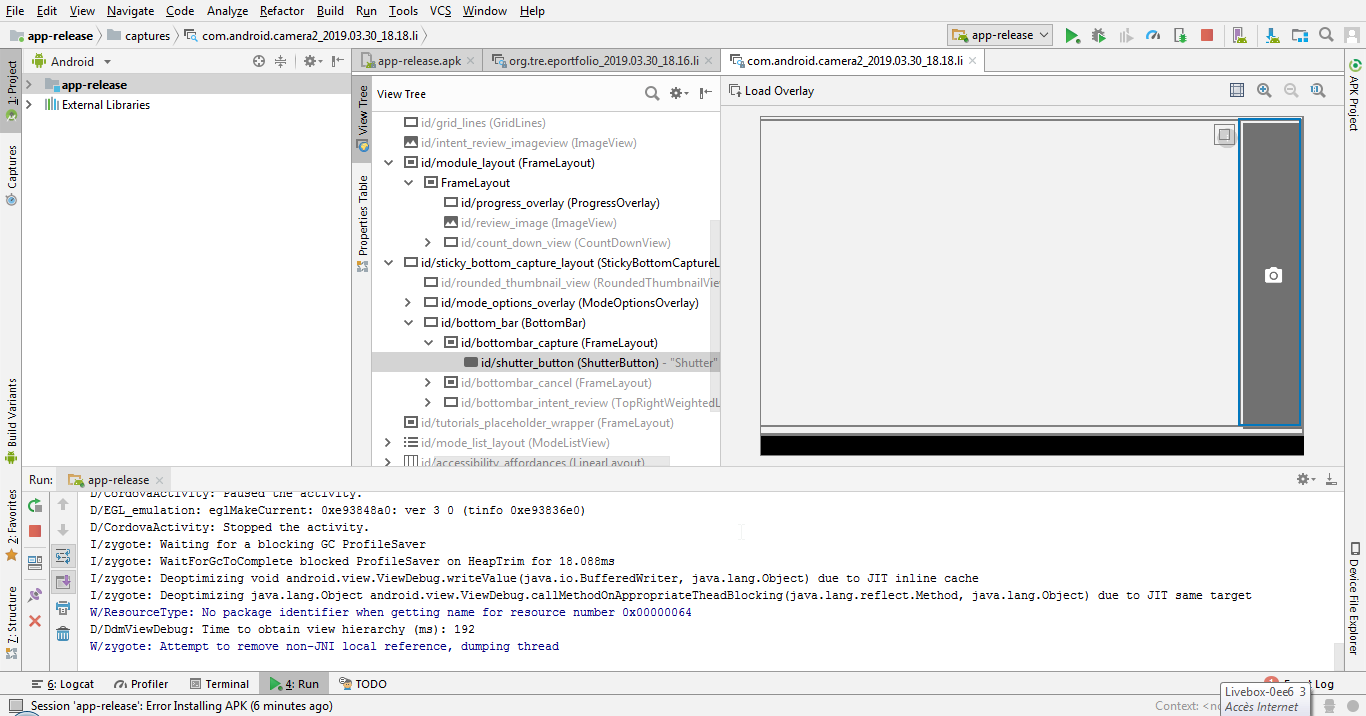 File Edit View Navigate Code Analyze Refactor Build Run Tools VCS Window Help
app-release captures com.android.camera2_2019.03.30_18.18.li app-release
1: Project
Captures
Build Variants
2: Favorites
7: Structure
Android
app-release
External Libraries
app-release.apk org.tre.eportfolio_2019.03.30_18.16.li com.android.camera2_2019.03.30_18.18.li
View Tree
Properties Table
View Tree
id/grid_lines (GridLines)
id/intent_review_imageview (ImageView)
id/module_layout (FrameLayout)
FrameLayout
id/progress_overlay (ProgressOverlay)
id/review_image (ImageView)
id/count_down_view (CountDownView)
id/sticky_bottom_capture_layout (StickyBottomCaptureL
id/rounded_thumbnail_view (RoundedThumbnailVie
id/mode_options_overlay (ModeOptionsOverlay)
id/bottom_bar (BottomBar)
id/bottombar_capture (FrameLayout)
id/shutter_button (ShutterButton) - "Shutter"
id/bottombar_cancel (FrameLayout)
id/bottombar_intent_review (TopRightWeightedL
id/tutorials_placeholder_wrapper (FrameLayout)
id/mode_list_layout (ModeListView)
id/accessibility_affordances (LinearLayout)
Load Overlay
APK Project
Device File Explorer
Run: app-release
D/CordovaActivity: Paused the activity.
D/EGL_emulation: eglMakeCurrent: 0xe93848a0: ver 3 0 (tinfo 0xe93836e0)
D/CordovaActivity: Stopped the activity.
I/zygote: Waiting for a blocking GC ProfileSaver
I/zygote: WaitForGcToComplete blocked ProfileSaver on HeapTrim for 18.088ms
I/zygote: Deoptimizing void android.view.ViewDebug.writeValue(java.io.BufferedWriter, java.lang.Object) due to JIT inline cache
I/zygote: Deoptimizing java.lang.Object android.view.ViewDebug.callMethodOnAppropriateTheadBlocking(java.lang.reflect.Method, java.lang.Object) due to JIT same target
W/ResourceType: No package identifier when getting name for resource number 0x00000064
D/DdmViewDebug: Time to obtain view hierarchy (ms): 192
W/zygote: Attempt to remove non-JNI local reference, dumping thread
6: Logcat Profiler Terminal 4: Run TODO Log
Session 'app-release': Error Installing APK (6 minutes ago) Context: <no
Livebox-0ee6 3
Accès Internet